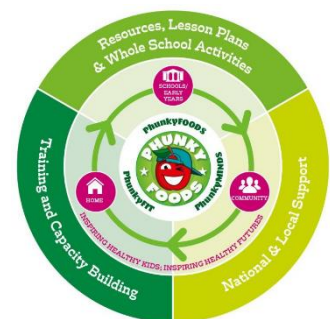 Resources, Lesson Plans
& Whole School Activities
SCHOOLS/
EARLY
YEARS
PhunkyFOODS
PHUNKY
FOODS
PhunkyFIT
PhunkyMINDS
HOME
COMMUNITY
INSPIRING HEALTHY KIDS; INSPIRING HEALTHY FUTURES
Training and Capacity Building
National & Local Support